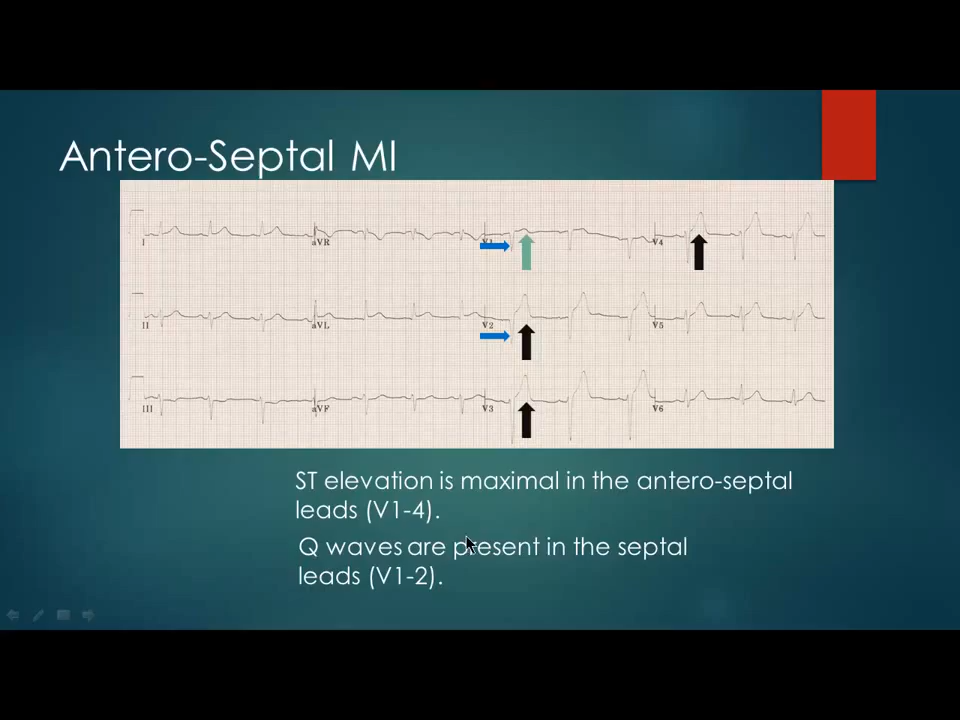 Antero-Septal MI
I aVR V1 V4
II aVL V2 V5
III aVF V3 V6
ST elevation is maximal in the antero-septal
leads (V1-4).
Q waves are present in the septal
leads (V1-2).